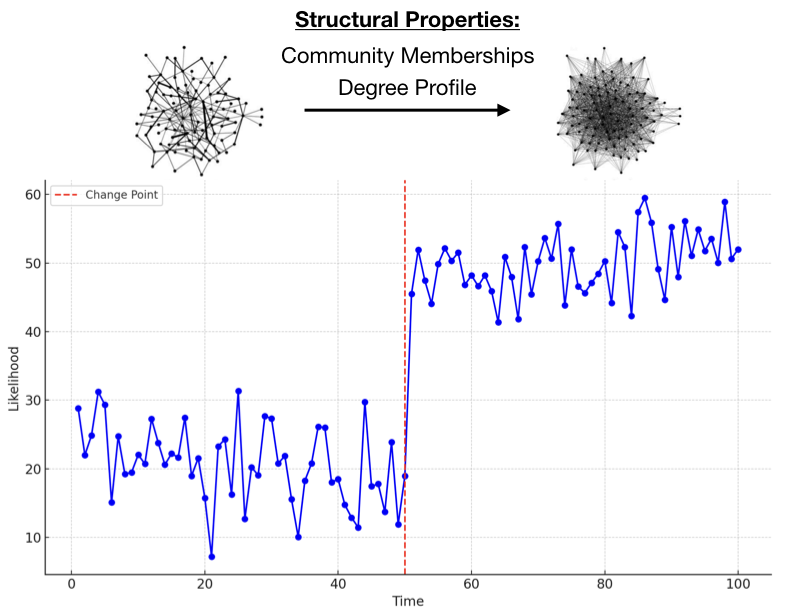 Structural Properties:
Community Memberships
Degree Profile
Change Point
60
50
40
30
20
10
Likelihood
0 20 40 60 80 100
Time